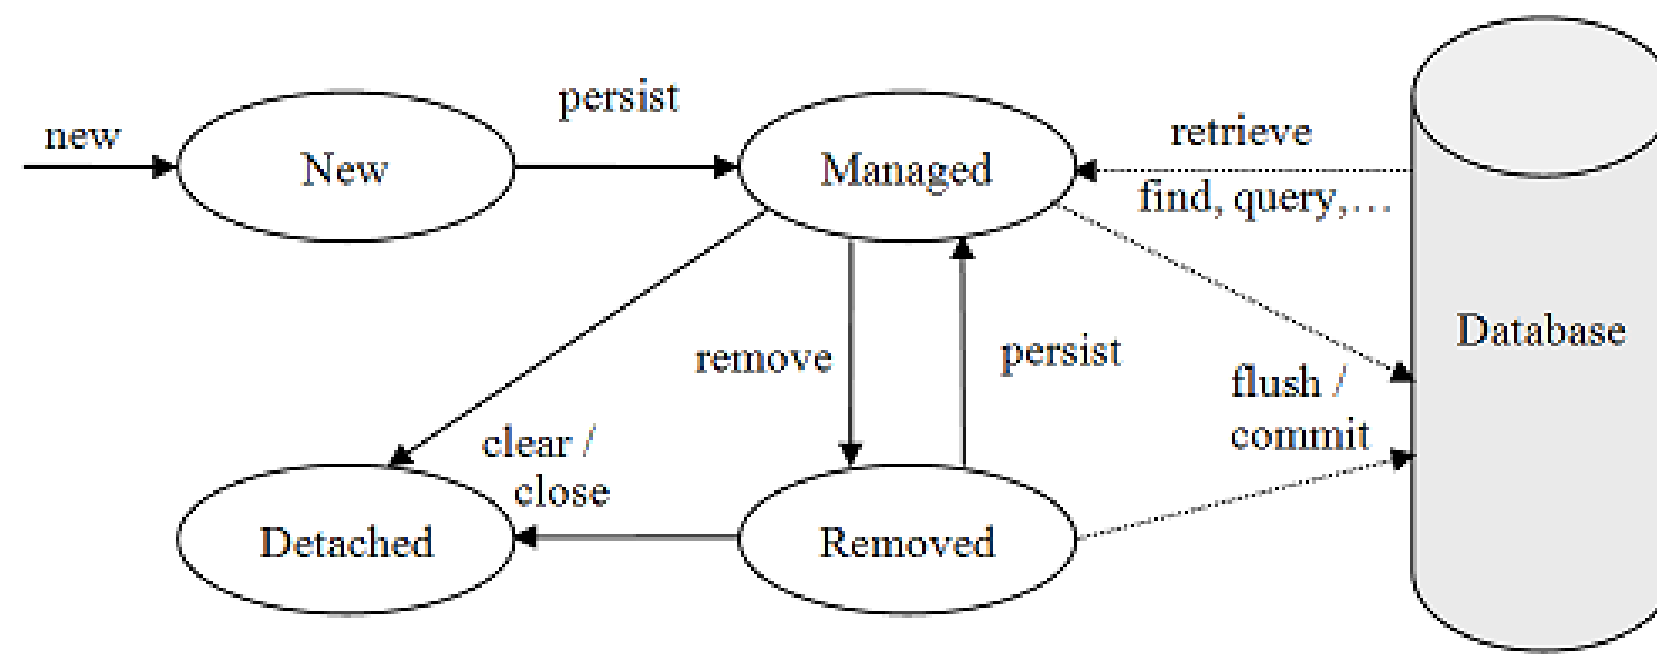 new
New
persist
Managed
retrieve
find, query,...
Database
remove
persist
flush /
commit
clear /
close
Detached
Removed